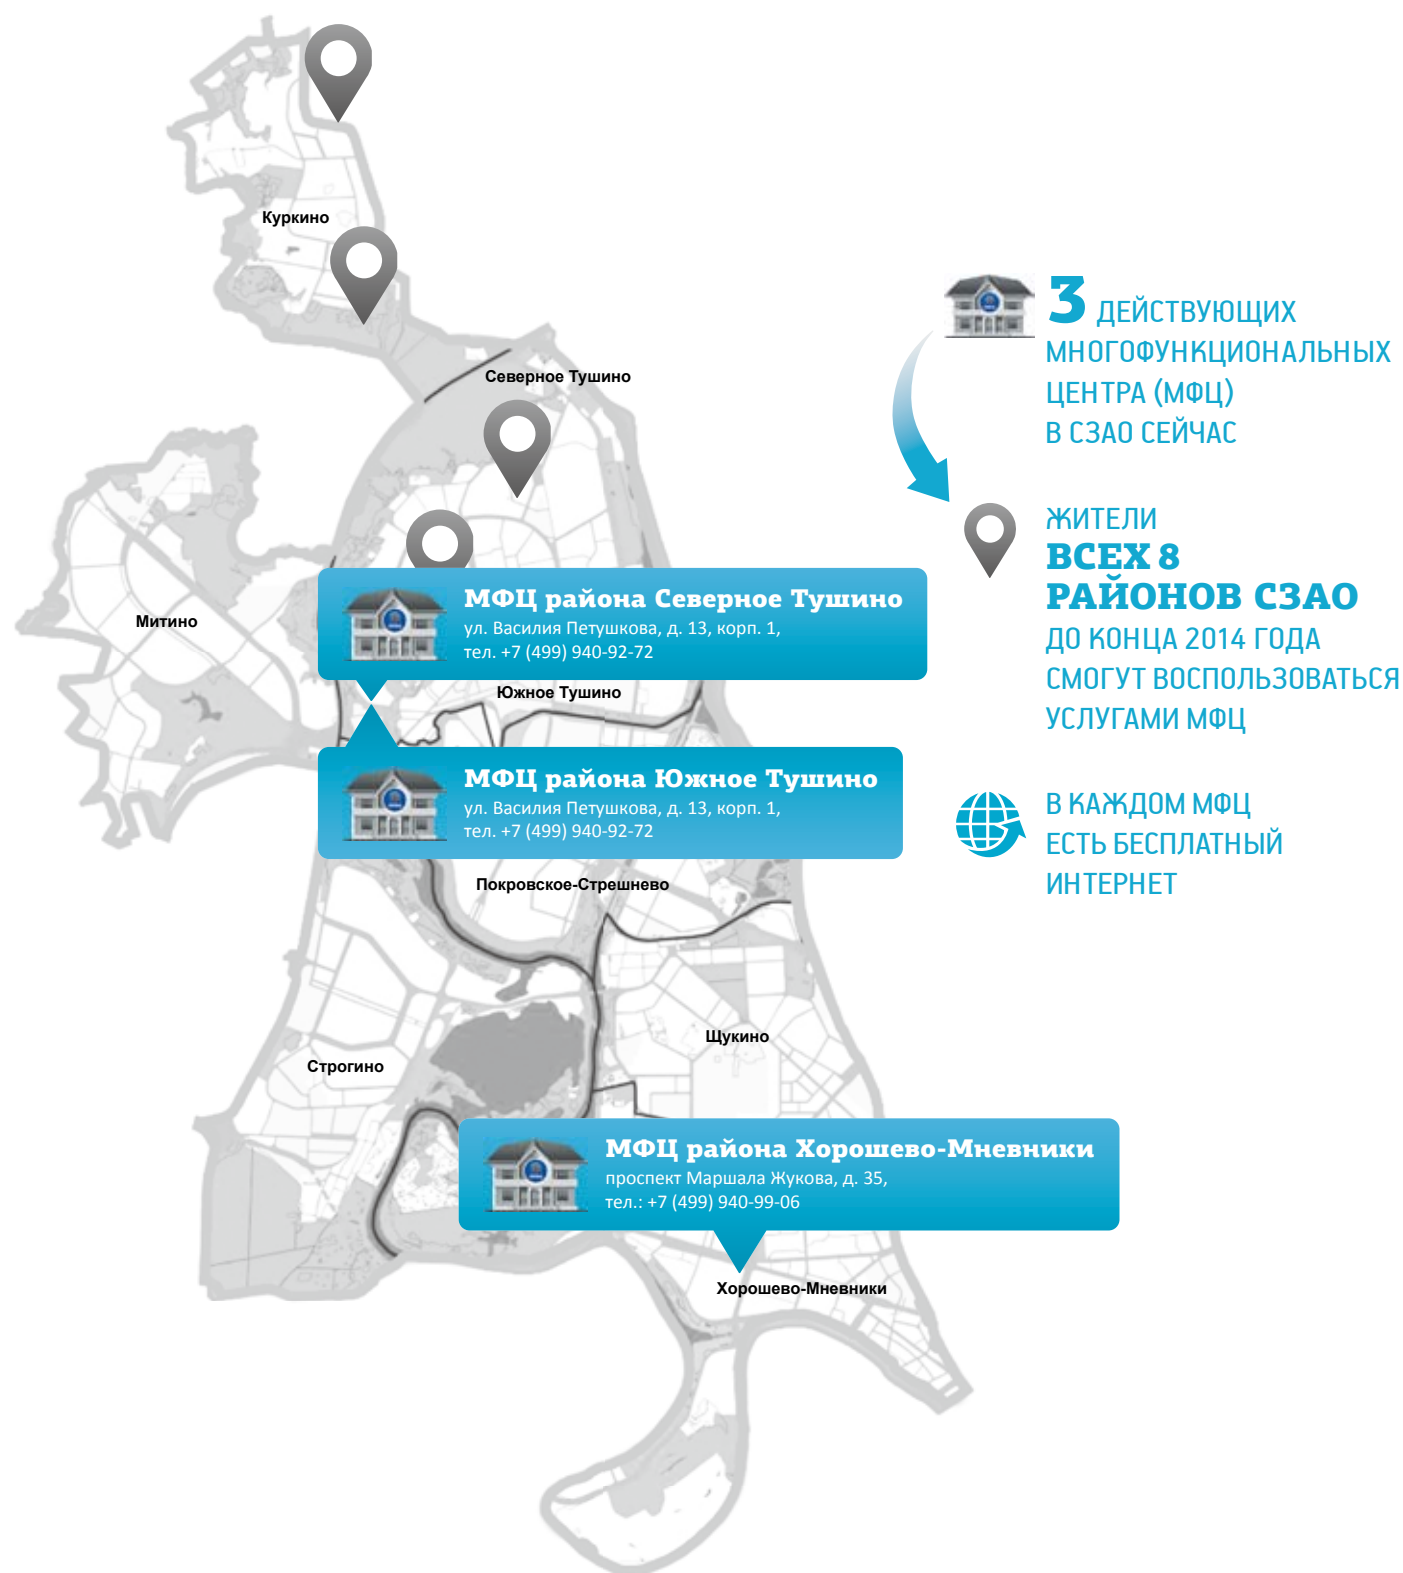 Куркино
Северное Тушино
Митино
МФЦ района Северное Тушино
ул. Василия Петушкова, д. 13, корп. 1,
тел. +7 (499) 940-92-72
Южное Тушино
МФЦ района Южное Тушино
ул. Василия Петушкова, д. 13, корп. 1,
тел. +7 (499) 940-92-72
Покровское-Стрешнево
Щукино
Строгино
МФЦ района Хорошево-Мневники
проспект Маршала Жукова, д. 35,
тел.: +7 (499) 940-99-06
Хорошево-Мневники
3 ДЕЙСТВУЮЩИХ
МНОГОФУНКЦИОНАЛЬНЫХ
ЦЕНТРА (МФЦ)
В СЗАО СЕЙЧАС
ЖИТЕЛИ
ВСЕХ 8
РАЙОНОВ СЗАО
ДО КОНЦА 2014 ГОДА
СМОГУТ ВОСПОЛЬЗОВАТЬСЯ
УСЛУГАМИ МФЦ
В КАЖДОМ МФЦ
ЕСТЬ БЕСПЛАТНЫЙ
ИНТЕРНЕТ